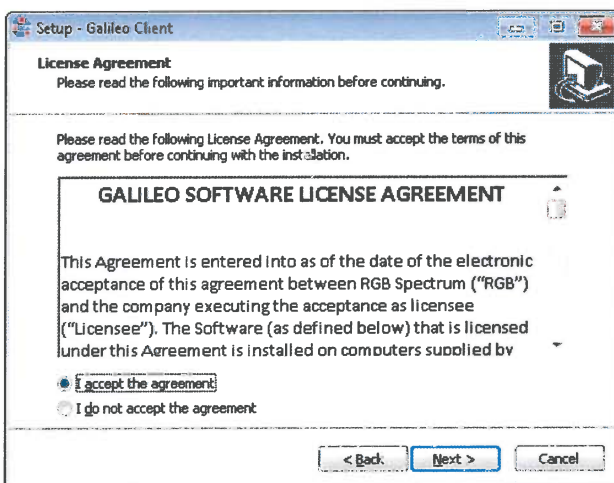 Setup - Galileo Client
License Agreement
Please read the following important information before continuing.
Please read the following License Agreement. You must accept the terms of this
agreement before continuing with the installation.
GALILEO SOFTWARE LICENSE AGREEMENT
This Agreement is entered into as of the date of the electronic
acceptance of this agreement between RGB Spectrum ("RGB")
and the company executing the acceptance as licensee
("Licensee"). The Software (as defined below) that is licensed
under this Agreement is installed on computers supplied by
I accept the agreement
I do not accept the agreement
< Back Next > Cancel